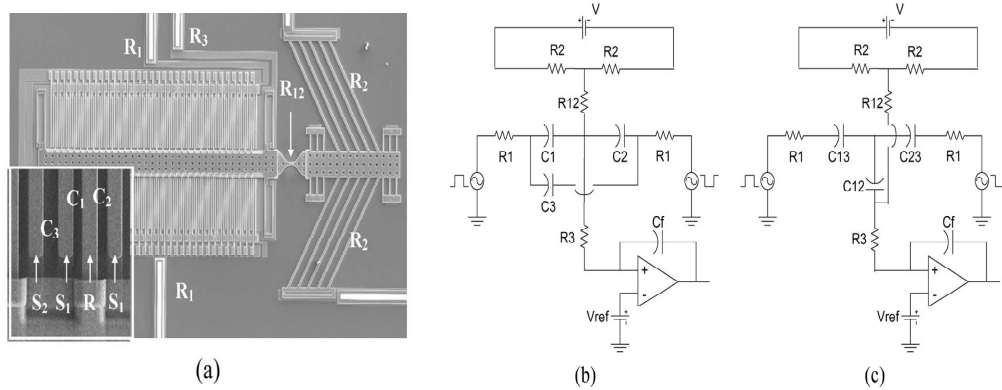 R1
R3
R12
R2
R2
R1
C1
C2
C3
S2
S1
R
S1
(a)
V
R2
R2
R12
R1
C1
C2
R1
C3
R3
Cf
+
-
Vref
+
-
(b)
V
R2
R2
R12
R1
C13
C23
R1
C12
R3
Cf
+
-
Vref
+
-
(c)